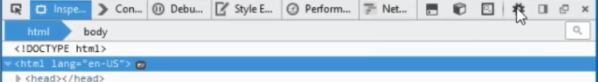 Inspe... Con... Debu... Style E... Perform... Net...
html body
<!DOCTYPE html>
<html lang="en-US">
<head></head>